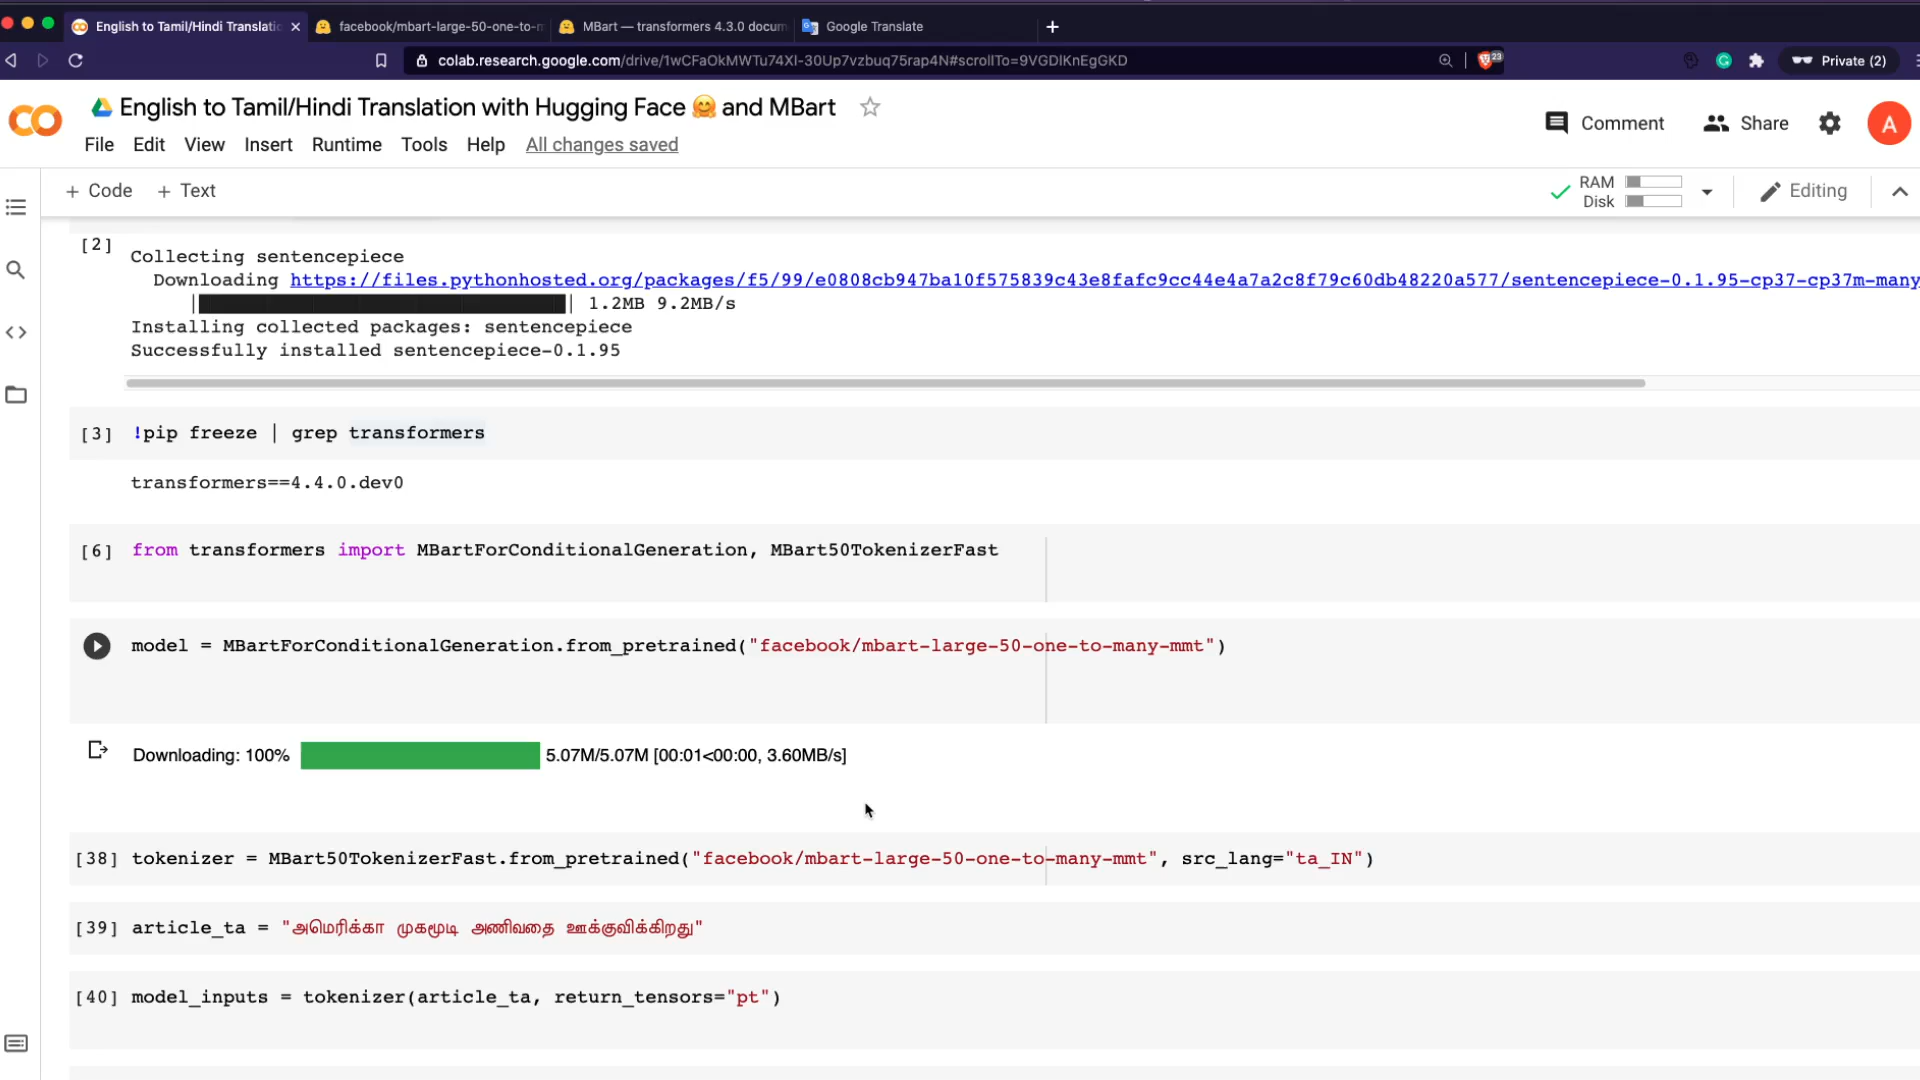 English to Tamil/Hindi Translatio
facebook/mbart-large-50-one-to-m
MBart — transformers 4.3.0 docum
Google Translate
colab.research.google.com/drive/1wCFaOkMWTu74Xl-30Up7vzbuq75rap4N#scrollTo=9VGDlKnEgGKD
23
Private (2)
English to Tamil/Hindi Translation with Hugging Face 🤗 and MBart
Comment
Share
A
File Edit View Insert Runtime Tools Help All changes saved
+ Code + Text
RAM
Disk
Editing
[2]
Collecting sentencepiece
Downloading https://files.pythonhosted.org/packages/f5/99/e0808cb947ba10f575839c43e8fafc9cc44e4a7a2c8f79c60db48220a577/sentencepiece-0.1.95-cp37-cp37m-many
|████████████████████████████████| 1.2MB 9.2MB/s
Installing collected packages: sentencepiece
Successfully installed sentencepiece-0.1.95
[3] !pip freeze | grep transformers
transformers==4.4.0.dev0
[6] from transformers import MBartForConditionalGeneration, MBart50TokenizerFast
model = MBartForConditionalGeneration.from_pretrained("facebook/mbart-large-50-one-to-many-mmt")
Downloading: 100% 5.07M/5.07M [00:01<00:00, 3.60MB/s]
[38] tokenizer = MBart50TokenizerFast.from_pretrained("facebook/mbart-large-50-one-to-many-mmt", src_lang="ta_IN")
[39] article_ta = "அமெரிக்கா முகமூடி அணிவதை ஊக்குவிக்கிறது"
[40] model_inputs = tokenizer(article_ta, return_tensors="pt")